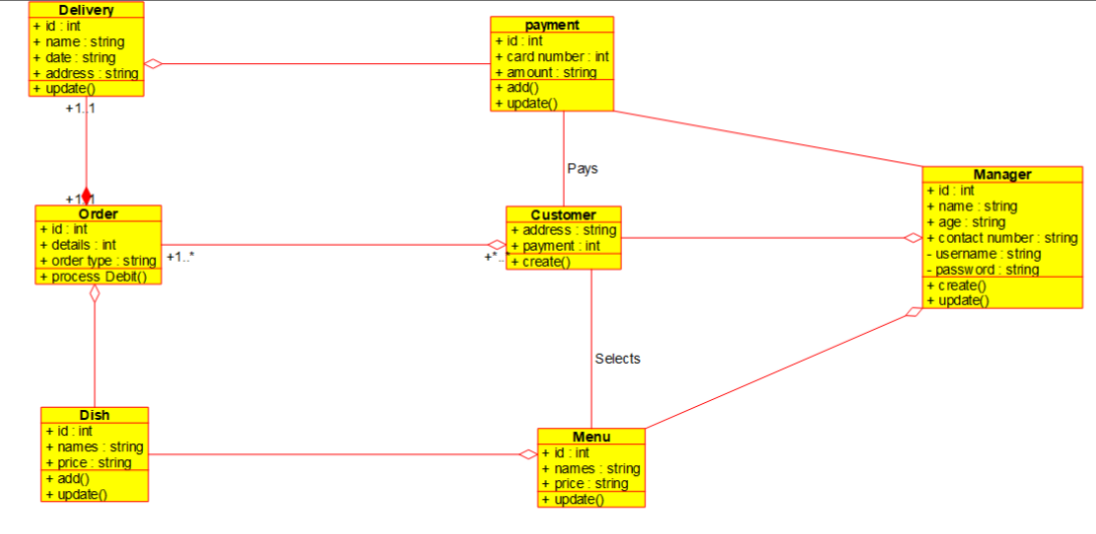 Delivery
+ id : int
+ name : string
+ date : string
+ address : string
+ update()
+1..1
payment
+ id : int
+ card number : int
+ amount : string
+ add()
+ update()
Pays
Manager
+ id : int
+ name : string
+ age : string
+ contact number : string
- username : string
- password : string
+ create()
+ update()
+1..1
Order
+ id : int
+ details : int
+ order type : string
+ process Debit()
+1..*
+*..*
Customer
+ address : string
+ payment : int
+ create()
Selects
Dish
+ id : int
+ names : string
+ price : string
+ add()
+ update()
Menu
+ id : int
+ names : string
+ price : string
+ update()